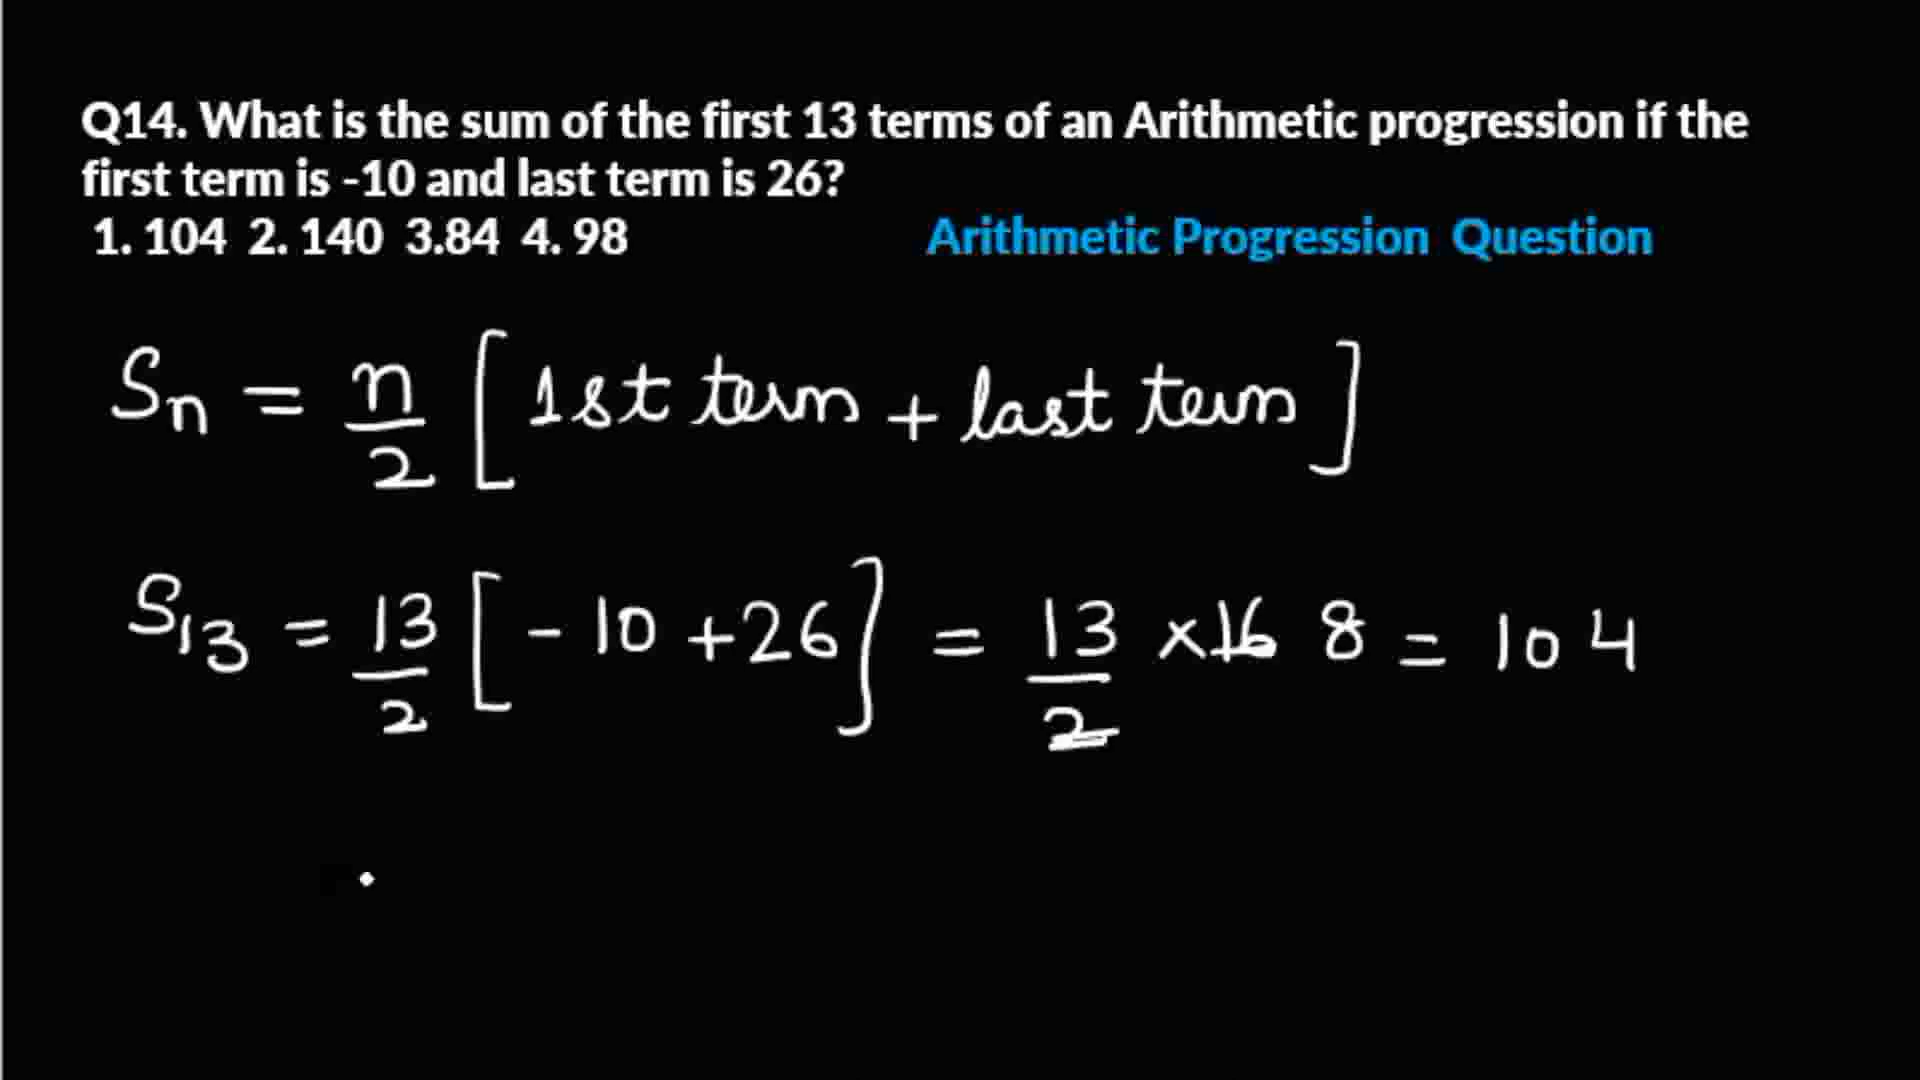 Q14. What is the sum of the first 13 terms of an Arithmetic progression if the
first term is -10 and last term is 26?
1. 104 2. 140 3.84 4. 98 Arithmetic Progression Question
Sn = n/2 [1st term + last term]
S13 = 13/2 [-10 +26] = 13/2 ×16 8 = 104